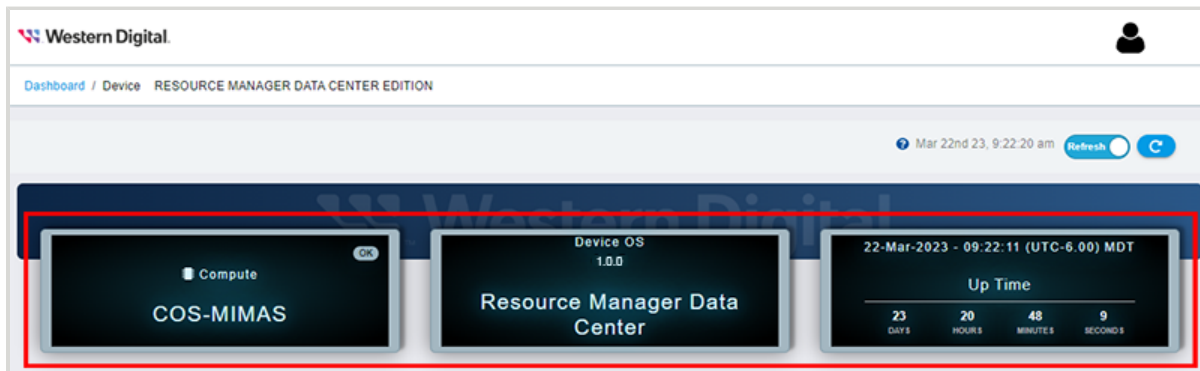 Western Digital.
Dashboard / Device RESOURCE MANAGER DATA CENTER EDITION
Mar 22nd 23, 9:22:20 am Refresh
Western Digital
OK
Compute
COS-MIMAS
Device OS
1.0.0
Resource Manager Data
Center
22-Mar-2023 - 09:22:11 (UTC-6.00) MDT
Up Time
23 20 48 9
DAYS HOURS MINUTES SECONDS